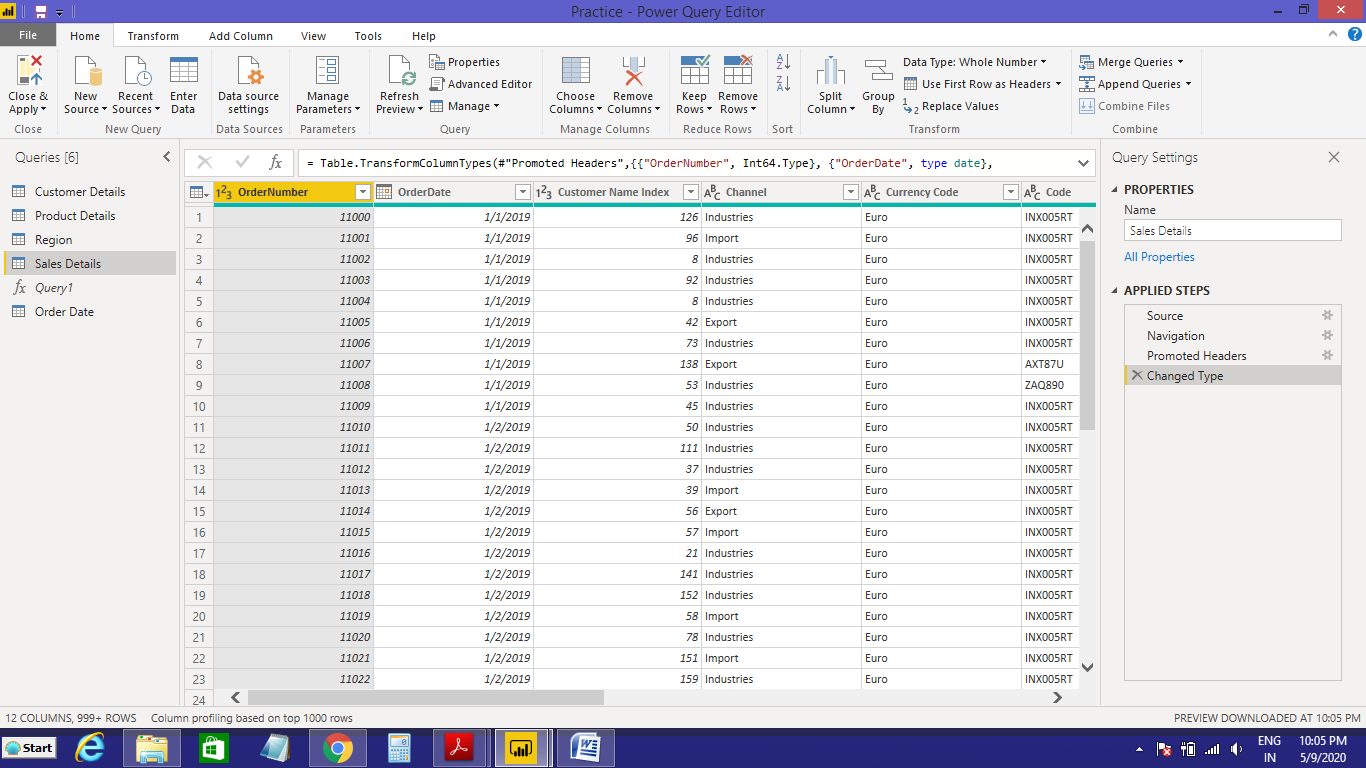 Practice - Power Query Editor
File Home Transform Add Column View Tools Help
Close & Apply New Source Recent Sources Enter Data Data source settings Manage Parameters Refresh Preview Properties Advanced Editor Manage Choose Columns Remove Columns Keep Rows Remove Rows Split Column Group By Data Type: Whole Number Use First Row as Headers Replace Values Merge Queries Append Queries Combine Files
Close New Query Data Sources Parameters Query Manage Columns Reduce Rows Sort Transform Combine
Queries [6]
Customer Details
Product Details
Region
Sales Details
Query1
Order Date
= Table.TransformColumnTypes(#"Promoted Headers",{{"OrderNumber", Int64.Type}, {"OrderDate", type date},
OrderNumber OrderDate Customer Name Index Channel Currency Code Code
1 11000 1/1/2019 126 Industries Euro INX005RT
2 11001 1/1/2019 96 Import Euro INX005RT
3 11002 1/1/2019 8 Industries Euro INX005RT
4 11003 1/1/2019 92 Industries Euro INX005RT
5 11004 1/1/2019 8 Industries Euro INX005RT
6 11005 1/1/2019 42 Export Euro INX005RT
7 11006 1/1/2019 73 Industries Euro INX005RT
8 11007 1/1/2019 138 Export Euro AXT87U
9 11008 1/1/2019 53 Industries Euro ZAQ890
10 11009 1/1/2019 45 Industries Euro INX005RT
11 11010 1/2/2019 50 Industries Euro INX005RT
12 11011 1/2/2019 111 Industries Euro INX005RT
13 11012 1/2/2019 37 Industries Euro INX005RT
14 11013 1/2/2019 39 Import Euro INX005RT
15 11014 1/2/2019 56 Export Euro INX005RT
16 11015 1/2/2019 57 Import Euro INX005RT
17 11016 1/2/2019 21 Industries Euro INX005RT
18 11017 1/2/2019 141 Industries Euro INX005RT
19 11018 1/2/2019 152 Industries Euro INX005RT
20 11019 1/2/2019 58 Import Euro INX005RT
21 11020 1/2/2019 78 Industries Euro INX005RT
22 11021 1/2/2019 151 Import Euro INX005RT
23 11022 1/2/2019 159 Industries Euro INX005RT
24
Query Settings
PROPERTIES
Name
Sales Details
All Properties
APPLIED STEPS
Source
Navigation
Promoted Headers
Changed Type
12 COLUMNS, 999+ ROWS Column profiling based on top 1000 rows PREVIEW DOWNLOADED AT 10:05 PM
Start ENG 10:05 PM
IN 5/9/2020